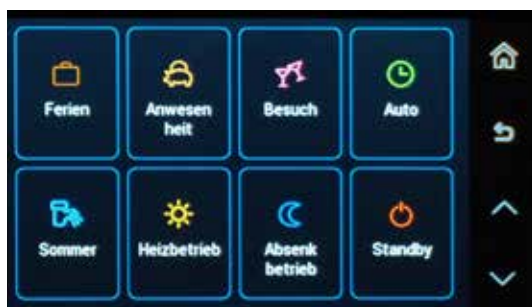 Ferien
Anwesen
heit
Besuch
Auto
Sommer
Heizbetrieb
Absenk
betrieb
Standby